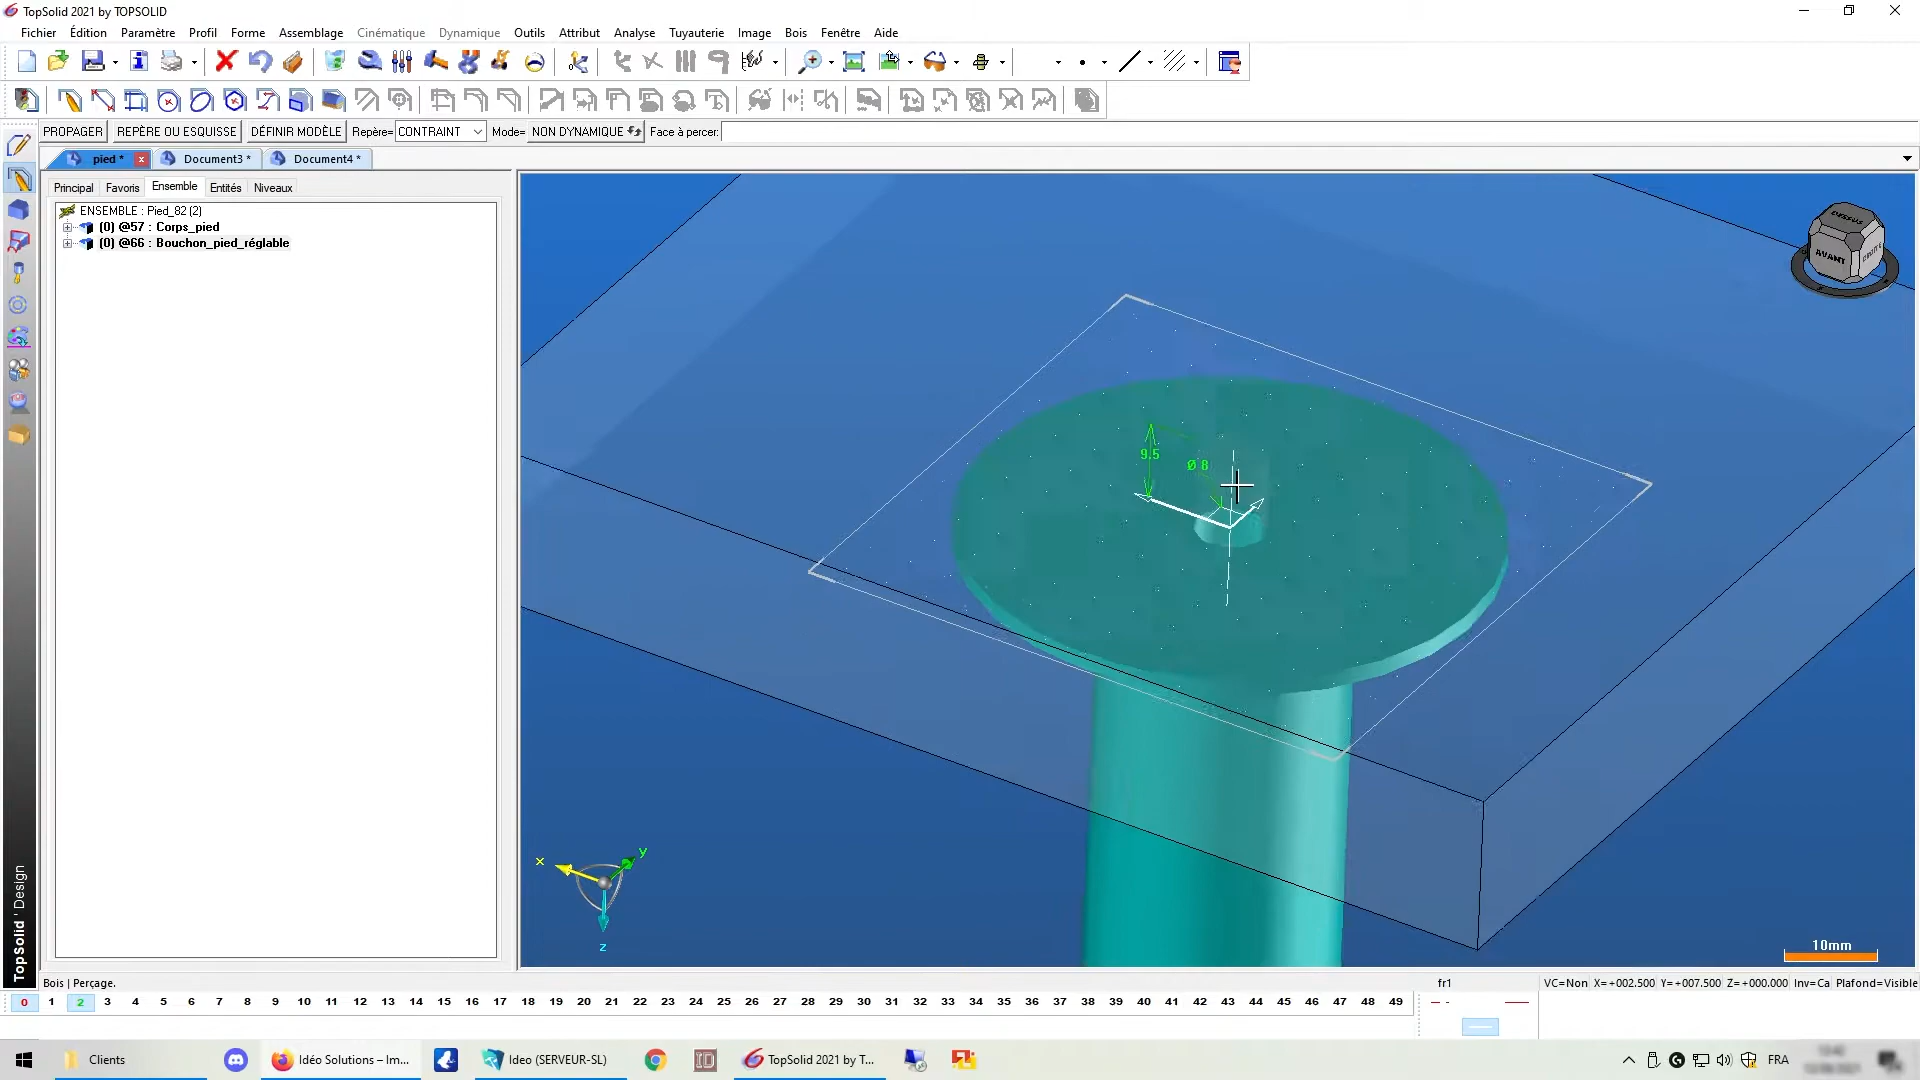 TopSolid 2021 by TOPSOLID
Fichier Édition Paramètre Profil Forme Assemblage Cinématique Dynamique Outils Attribut Analyse Tuyauterie Image Bois Fenêtre Aide
PROPAGER REPÈRE OU ESQUISSE DÉFINIR MODÈLE Repère= CONTRAINT Mode= NON DYNAMIQUE Face à percer:
pied * x Document3 * Document4 *
Principal Favoris Ensemble Entités Niveaux
ENSEMBLE : Pied_82 (2)
(0) @57 : Corps_pied
(0) @66 : Bouchon_pied_réglable
DESSUS
AVANT
9.5
Ø 8
x
y
z
10mm
TopSolid ' Design
Bois | Perçage.
fr1
VC=Non X=+002.500 Y=+007.500 Z=+000.000 Inv=Ca Plafond=Visible
0 1 2 3 4 5 6 7 8 9 10 11 12 13 14 15 16 17 18 19 20 21 22 23 24 25 26 27 28 29 30 31 32 33 34 35 36 37 38 39 40 41 42 43 44 45 46 47 48 49
Clients
Idéo Solutions – Im...
Ideo (SERVEUR-SL)
TopSolid 2021 by T...
FRA